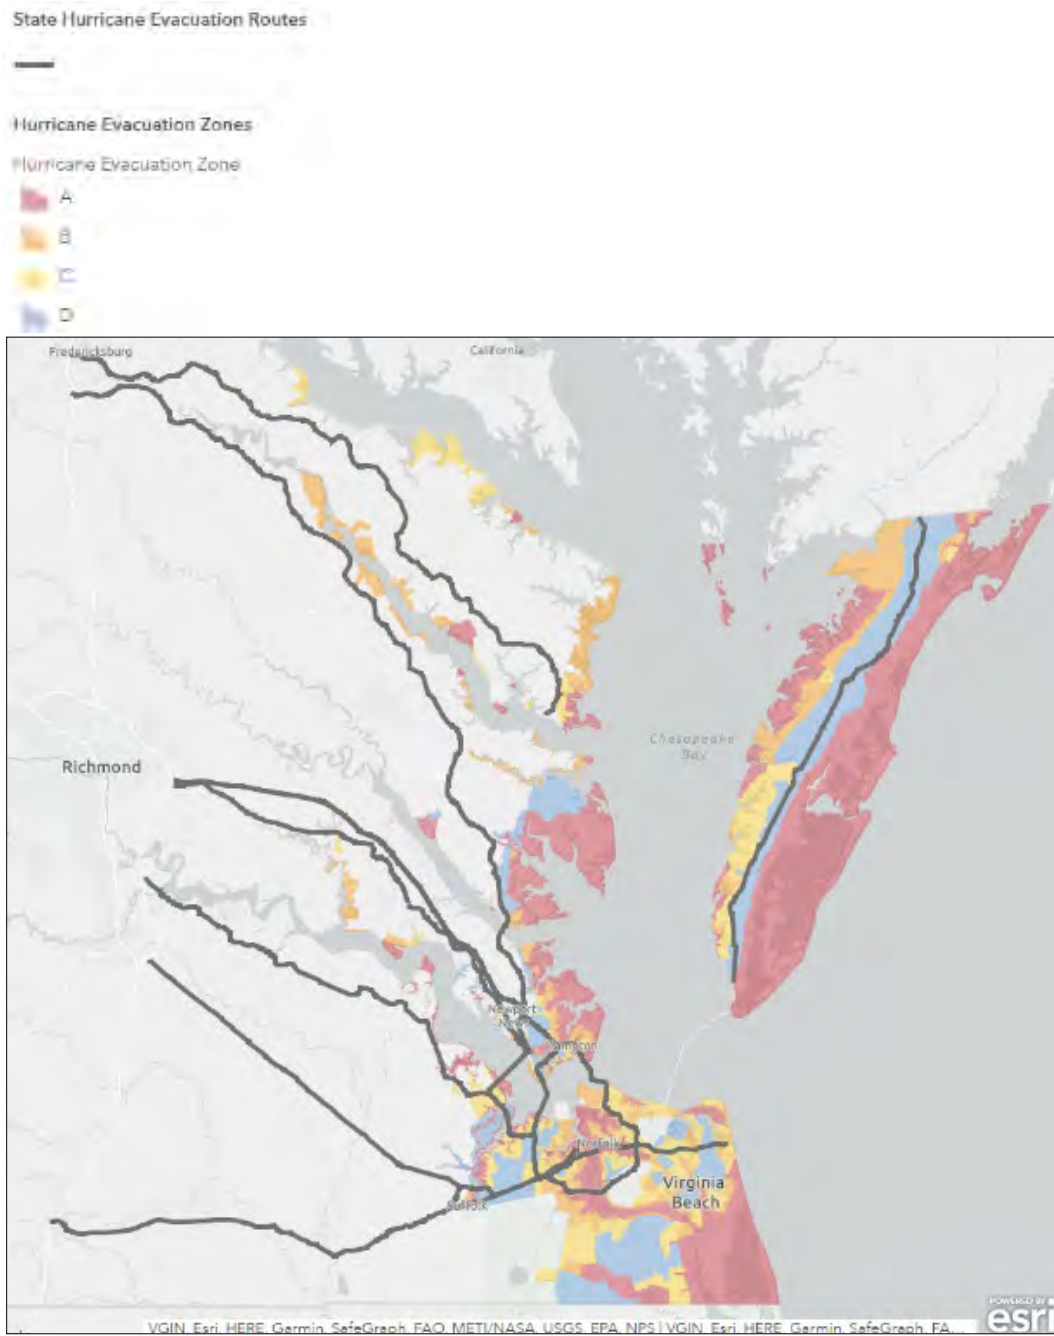 State Hurricane Evacuation Routes
Hurricane Evacuation Zones
Hurricane Evacuation Zone
A
B
C
D
Fredericksburg
California
Chesapeake
Bay
Richmond
Newport
News
Hampton
Norfolk
Virginia
Beach
Suffolk
POWERED BY
esri
VGIN, Esri, HERE, Garmin, SafeGraph, FAO, METI/NASA, USGS, EPA, NPS | VGIN, Esri, HERE, Garmin, SafeGraph, FA...